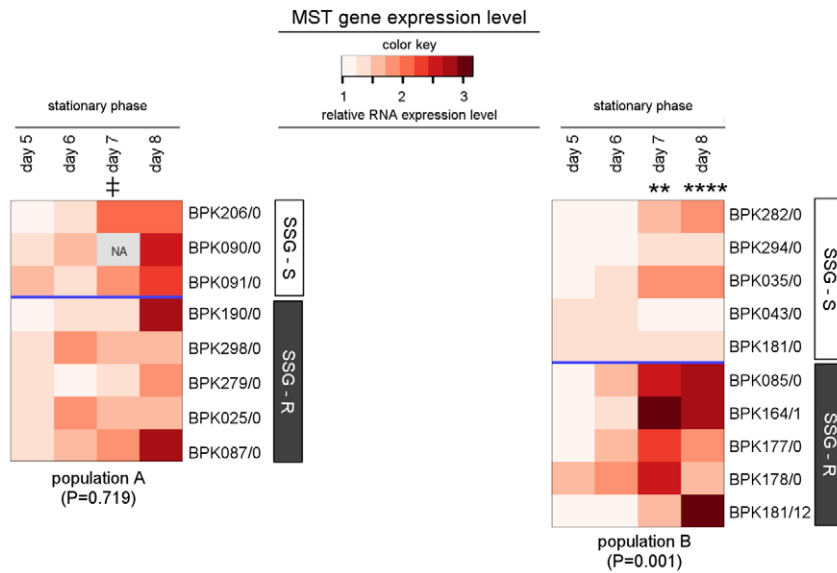 MST gene expression level
color key
1 2 3
relative RNA expression level
stationary phase
day 5
day 6
ǂ day 7
day 8
BPK206/0
NA
BPK090/0
BPK091/0
BPK190/0
BPK298/0
BPK279/0
BPK025/0
BPK087/0
SSG - S
SSG - R
population A
(P=0.719)
stationary phase
day 5
day 6
day 7
day 8
** ****
BPK282/0
BPK294/0
BPK035/0
BPK043/0
BPK181/0
BPK085/0
BPK164/1
BPK177/0
BPK178/0
BPK181/12
SSG - S
SSG - R
population B
(P=0.001)